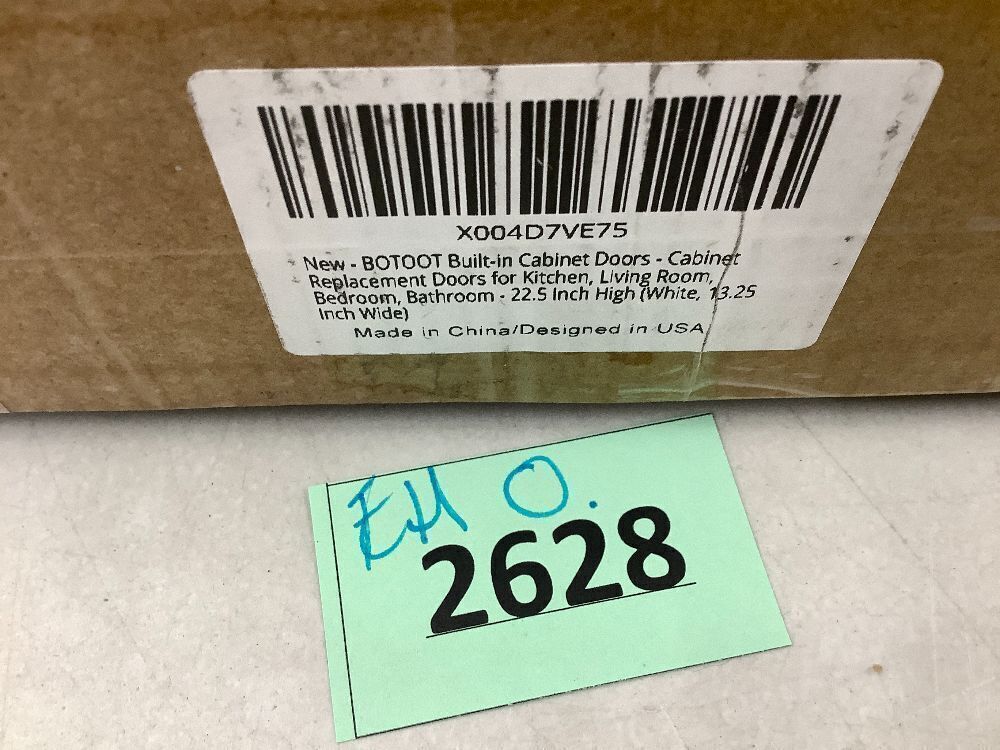 X004D7VE75
New - BOTOOT Built-in Cabinet Doors - Cabinet
Replacement Doors for Kitchen, Living Room,
Bedroom, Bathroom - 22.5 Inch High (White, 13.25
Inch Wide)
Made in China/Designed in USA
EH O.
2628